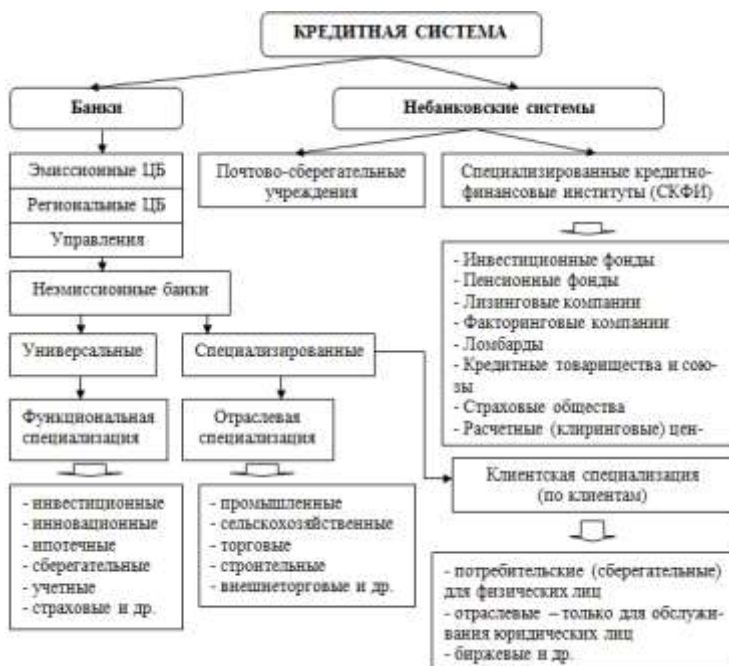 КРЕДИТНАЯ СИСТЕМА
Банки
Небанковские системы
Эмиссионные ЦБ
Региональные ЦБ
Управления
Почтово-сберегательные
учреждения
Специализированные кредитно-
финансовые институты (СКФИ)
- Инвестиционные фонды
- Пенсионные фонды
- Лизинговые компании
- Факторинговые компании
- Ломбарды
- Кредитные товарищества и сою-
зы
- Страховые общества
- Расчетные (клиринговые) цен-
Неэмиссионные банки
Универсальные
Специализированные
Функциональная
специализация
Отраслевая
специализация
Клиентская специализация
(по клиентам)
- инвестиционные
- инновационные
- ипотечные
- сберегательные
- учетные
- страховые и др.
- промышленные
- сельскохозяйственные
- торговые
- строительные
- внешнеторговые и др.
- потребительские (сберегательные)
для физических лиц
- отраслевые – только для обслужи-
вания юридических лиц
- биржевые и др.